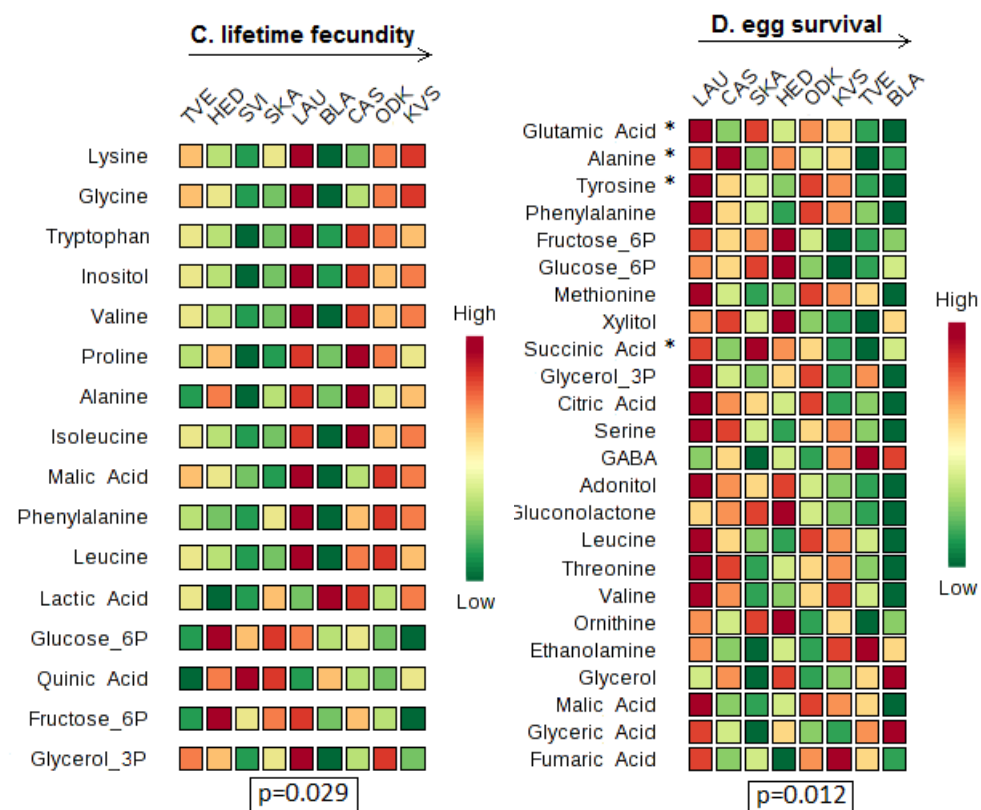 C. lifetime fecundity
TVE HED SVI SKA LAU BLA CAS ODK KVS
Lysine
Glycine
Tryptophan
Inositol
Valine
Proline
Alanine
Isoleucine
Malic Acid
Phenylalanine
Leucine
Lactic Acid
Glucose_6P
Quinic Acid
Fructose_6P
Glycerol_3P
High
Low
p=0.029
D. egg survival
LAU CAS SKA HED ODK KVS TVE BLA
Glutamic Acid *
Alanine *
Tyrosine *
Phenylalanine
Fructose_6P
Glucose_6P
Methionine
Xylitol
Succinic Acid *
Glycerol_3P
Citric Acid
Serine
GABA
Adonitol
Gluconolactone
Leucine
Threonine
Valine
Ornithine
Ethanolamine
Glycerol
Malic Acid
Glyceric Acid
Fumaric Acid
High
Low
p=0.012